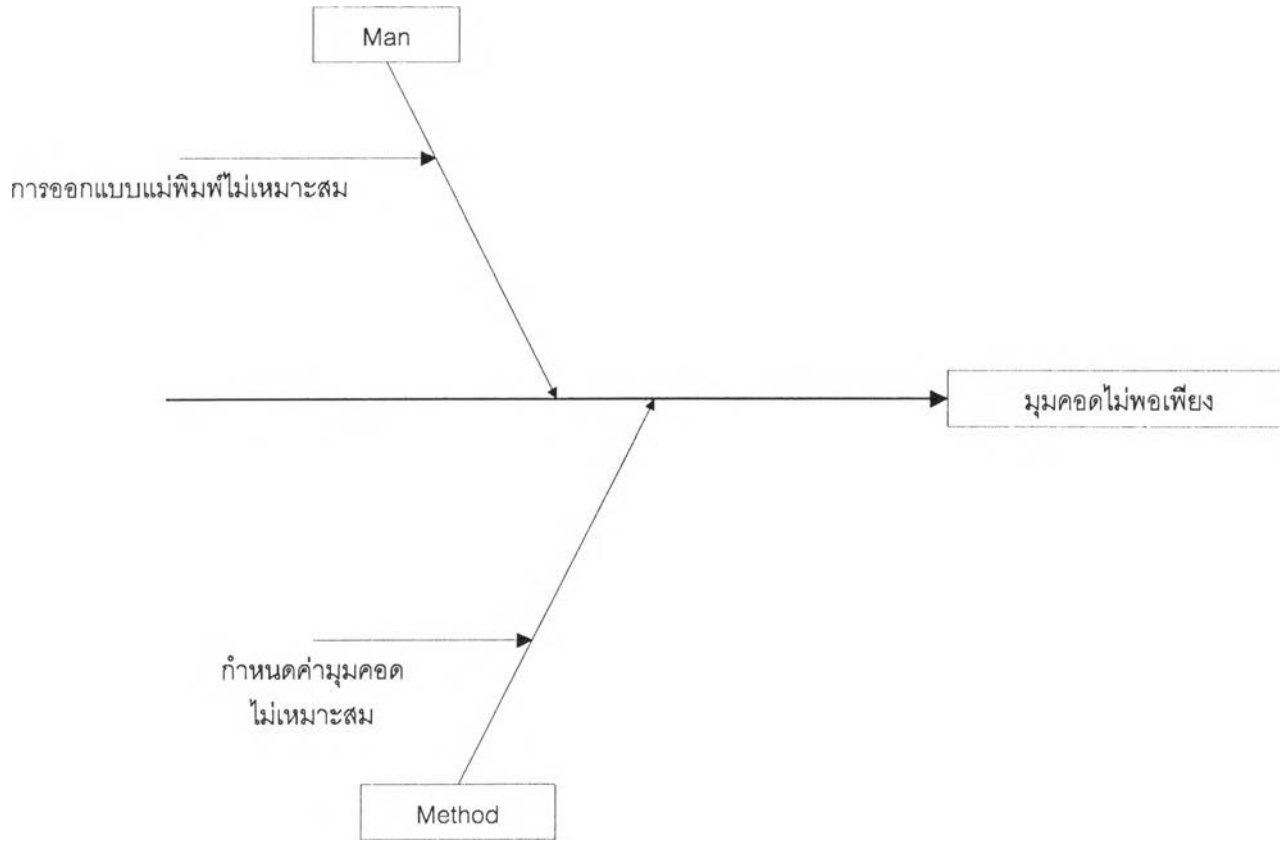 Man
การออกแบบแม่พิมพ์ไม่เหมาะสม
มุมคอดไม่พอเพียง
กำหนดค่ามุมคอด
ไม่เหมาะสม
Method